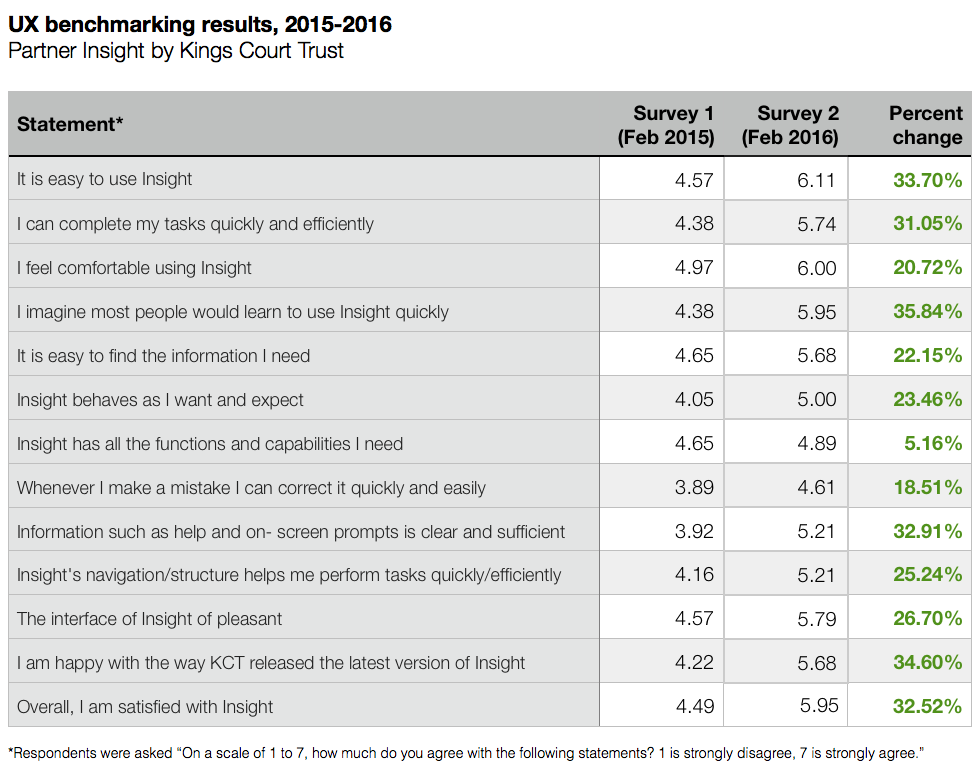 UX benchmarking results, 2015-2016
Partner Insight by Kings Court Trust
Statement* Survey 1 (Feb 2015) Survey 2 (Feb 2016) Percent change
It is easy to use Insight 4.57 6.11 33.70%
I can complete my tasks quickly and efficiently 4.38 5.74 31.05%
I feel comfortable using Insight 4.97 6.00 20.72%
I imagine most people would learn to use Insight quickly 4.38 5.95 35.84%
It is easy to find the information I need 4.65 5.68 22.15%
Insight behaves as I want and expect 4.05 5.00 23.46%
Insight has all the functions and capabilities I need 4.65 4.89 5.16%
Whenever I make a mistake I can correct it quickly and easily 3.89 4.61 18.51%
Information such as help and on- screen prompts is clear and sufficient 3.92 5.21 32.91%
Insight's navigation/structure helps me perform tasks quickly/efficiently 4.16 5.21 25.24%
The interface of Insight of pleasant 4.57 5.79 26.70%
I am happy with the way KCT released the latest version of Insight 4.22 5.68 34.60%
Overall, I am satisfied with Insight 4.49 5.95 32.52%
*Respondents were asked “On a scale of 1 to 7, how much do you agree with the following statements? 1 is strongly disagree, 7 is strongly agree.”